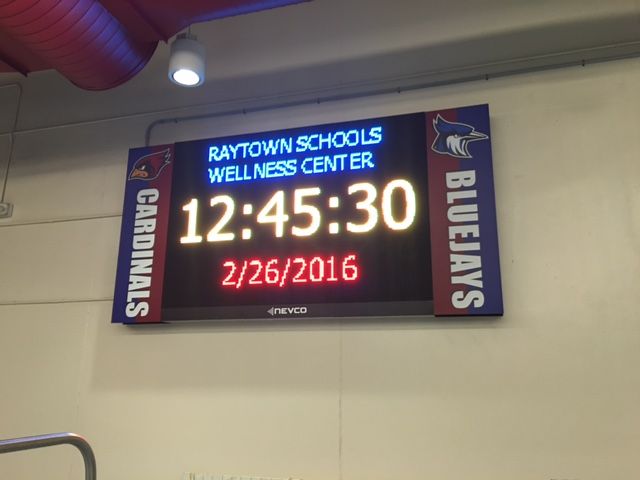 RAYTOWN SCHOOLS
WELLNESS CENTER
12:45:30
2/26/2016
NEVCO
CARDINALS
BLUEJAYS